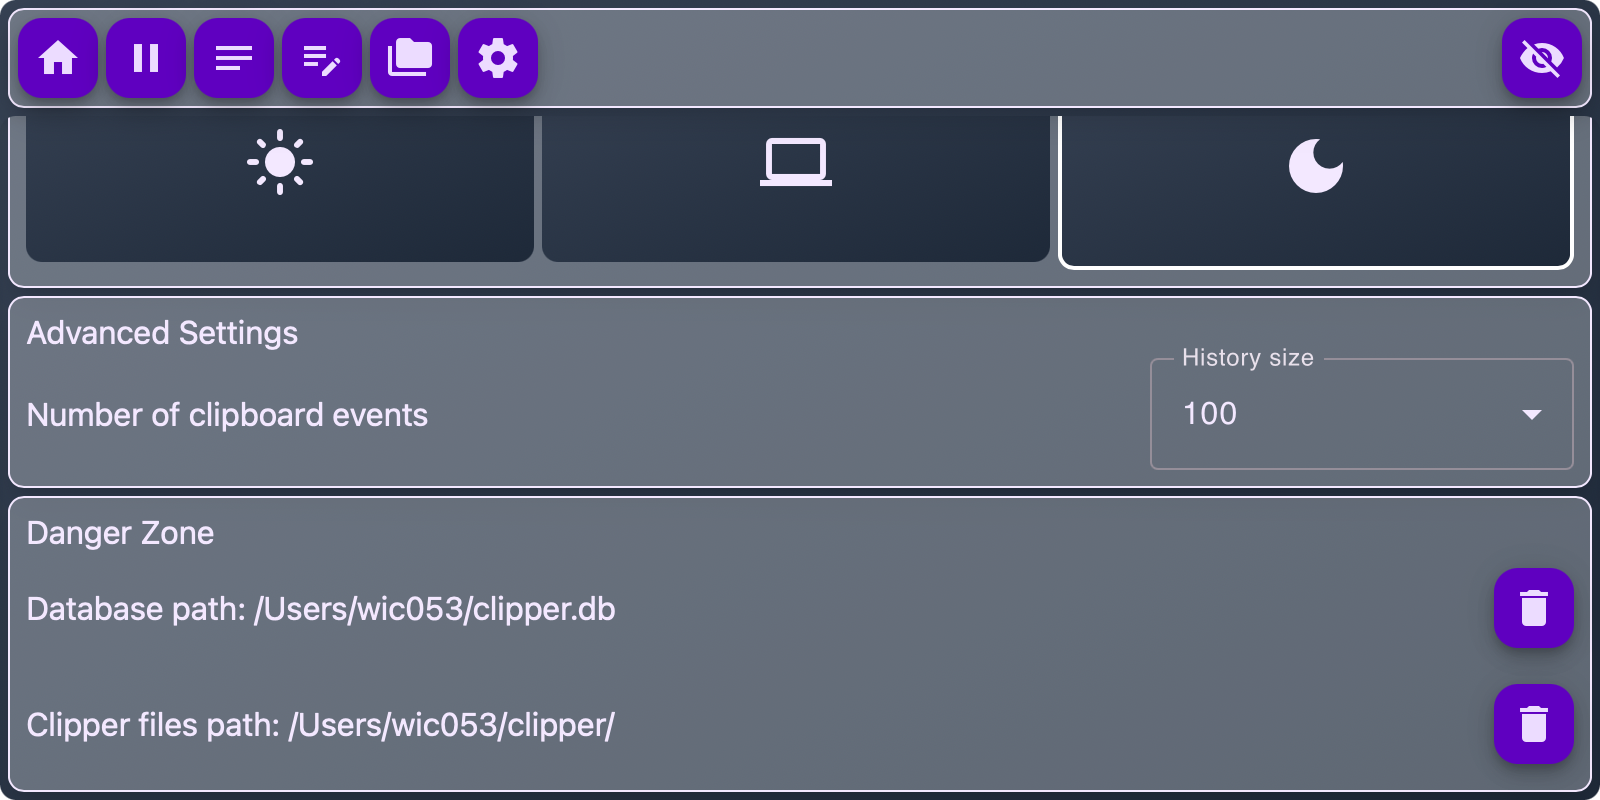 Advanced Settings
History size
Number of clipboard events
100
Danger Zone
Database path: /Users/wic053/clipper.db
Clipper files path: /Users/wic053/clipper/